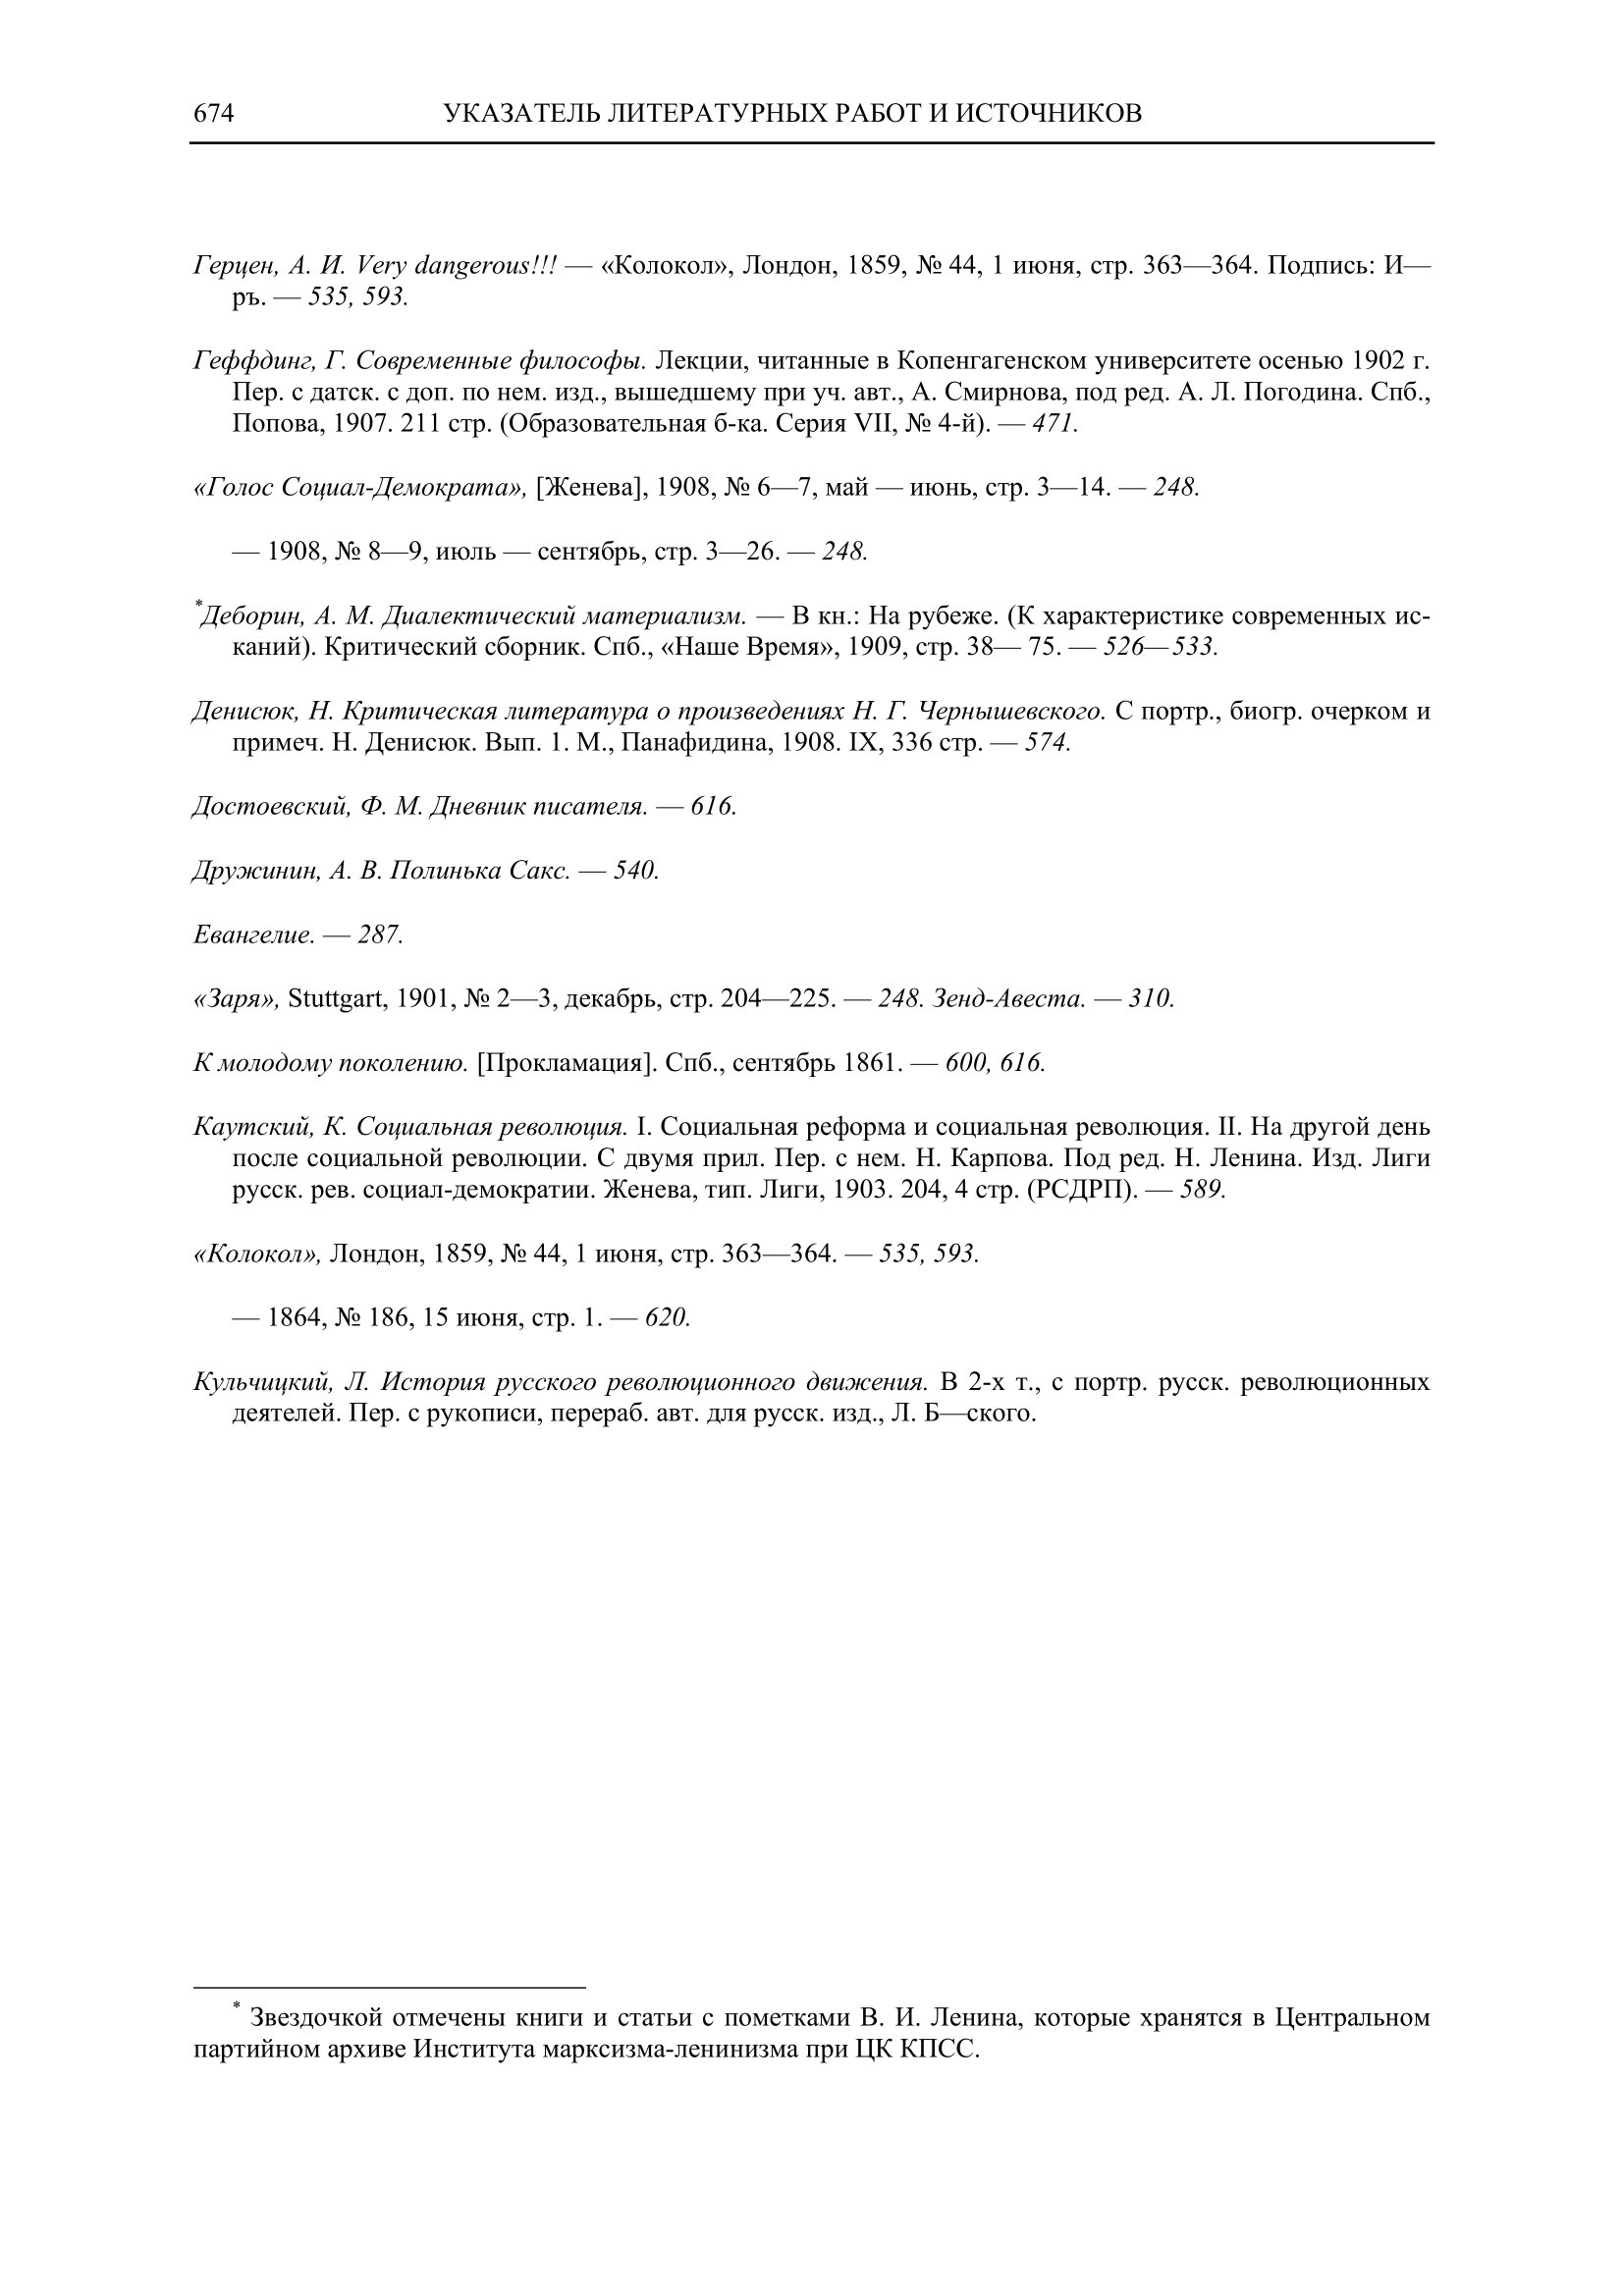 674 УКАЗАТЕЛЬ ЛИТЕРАТУРНЫХ РАБОТ И ИСТОЧНИКОВ
Герцен, А. И. Very dangerous!!! — «Колокол», Лондон, 1859, № 44, 1 июня, стр. 363—364. Подпись: И—
ръ. — 535, 593.
Геффдинг, Г. Современные философы. Лекции, читанные в Копенгагенском университете осенью 1902 г.
Пер. с датск. с доп. по нем. изд., вышедшему при уч. авт., А. Смирнова, под ред. А. Л. Погодина. Спб.,
Попова, 1907. 211 стр. (Образовательная б-ка. Серия VII, № 4-й). — 471.
«Голос Социал-Демократа», [Женева], 1908, № 6—7, май — июнь, стр. 3—14. — 248.
— 1908, № 8—9, июль — сентябрь, стр. 3—26. — 248.
*Деборин, А. М. Диалектический материализм. — В кн.: На рубеже. (К характеристике современных ис-
каний). Критический сборник. Спб., «Наше Время», 1909, стр. 38— 75. — 526—533.
Денисюк, Н. Критическая литература о произведениях Н. Г. Чернышевского. С портр., биогр. очерком и
примеч. Н. Денисюк. Вып. 1. М., Панафидина, 1908. IX, 336 стр. — 574.
Достоевский, Ф. М. Дневник писателя. — 616.
Дружинин, А. В. Полинька Сакс. — 540.
Евангелие. — 287.
«Заря», Stuttgart, 1901, № 2—3, декабрь, стр. 204—225. — 248. Зенд-Авеста. — 310.
К молодому поколению. [Прокламация]. Спб., сентябрь 1861. — 600, 616.
Каутский, К. Социальная революция. I. Социальная реформа и социальная революция. II. На другой день
после социальной революции. С двумя прил. Пер. с нем. Н. Карпова. Под ред. Н. Ленина. Изд. Лиги
русск. рев. социал-демократии. Женева, тип. Лиги, 1903. 204, 4 стр. (РСДРП). — 589.
«Колокол», Лондон, 1859, № 44, 1 июня, стр. 363—364. — 535, 593.
— 1864, № 186, 15 июня, стр. 1. — 620.
Кульчицкий, Л. История русского революционного движения. В 2-х т., с портр. русск. революционных
деятелей. Пер. с рукописи, перераб. авт. для русск. изд., Л. Б—ского.
* Звездочкой отмечены книги и статьи с пометками В. И. Ленина, которые хранятся в Центральном
партийном архиве Института марксизма-ленинизма при ЦК КПСС.